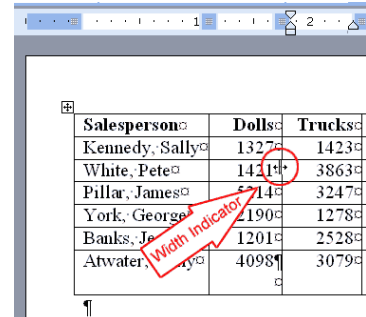 1 2
Salesperson¤ Dolls¤ Trucks¤
Kennedy,·Sally¤ 1327¤ 1423¤
White,·Pete¤ 1421 3863¤
Pillar,·James¤ 3247¤
York,·George 2190¤ 1278¤
Banks, 1201¤ 2528¤
Atwater, 4098¶ 3079¤
¤
¶
Width Indicator